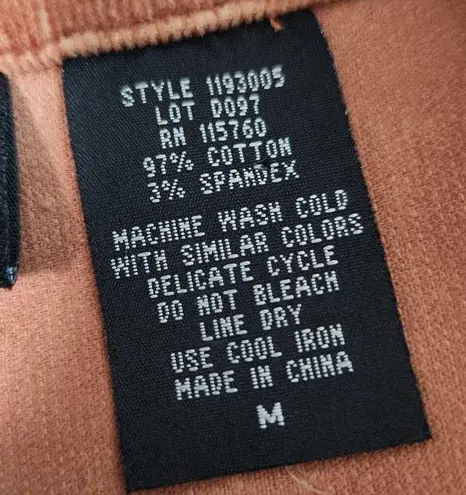 STYLE 1193005
LOT D097
RN 115760
97% COTTON
3% SPANDEX
MACHINE WASH COLD
WITH SIMILAR COLORS
DELICATE CYCLE
DO NOT BLEACH
LINE DRY
USE COOL IRON
MADE IN CHINA
M